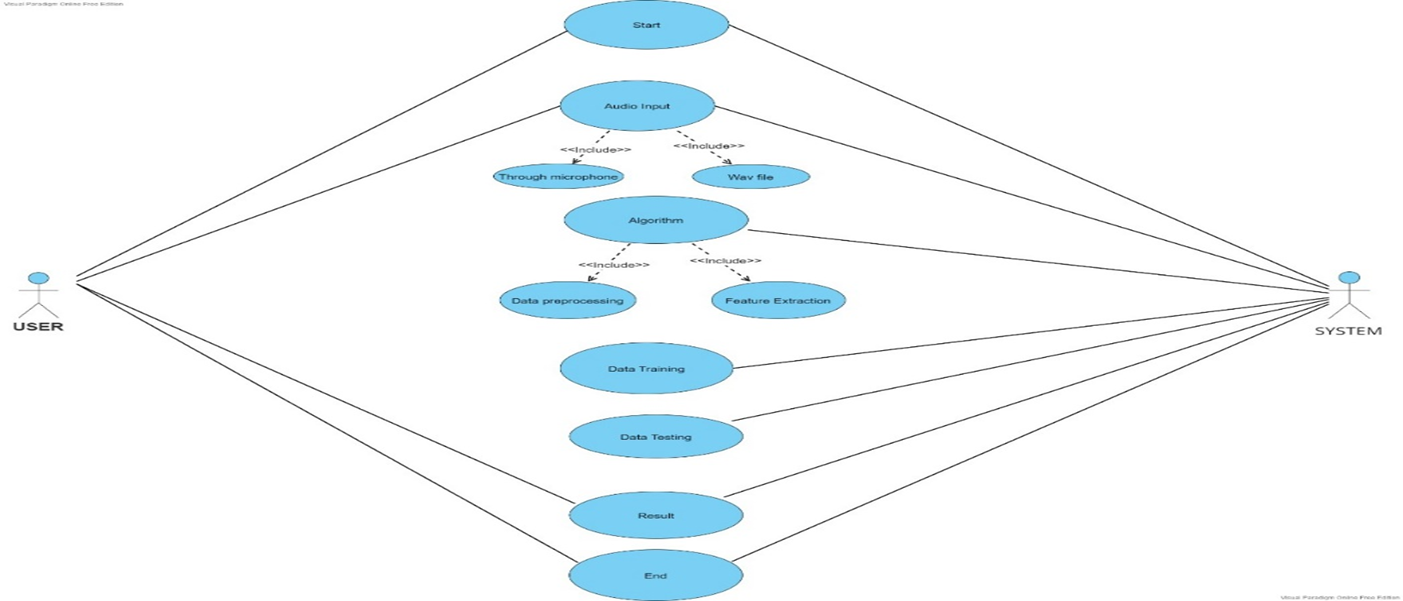 Visual Paradigm Online Free Edition
Start
Audio Input
<<Include>>
<<Include>>
Through microphone
Wav file
Algorithm
<<Include>>
<<Include>>
Data preprocessing
Feature Extraction
USER
SYSTEM
Data Training
Data Testing
Result
End
Visual Paradigm Online Free Edition